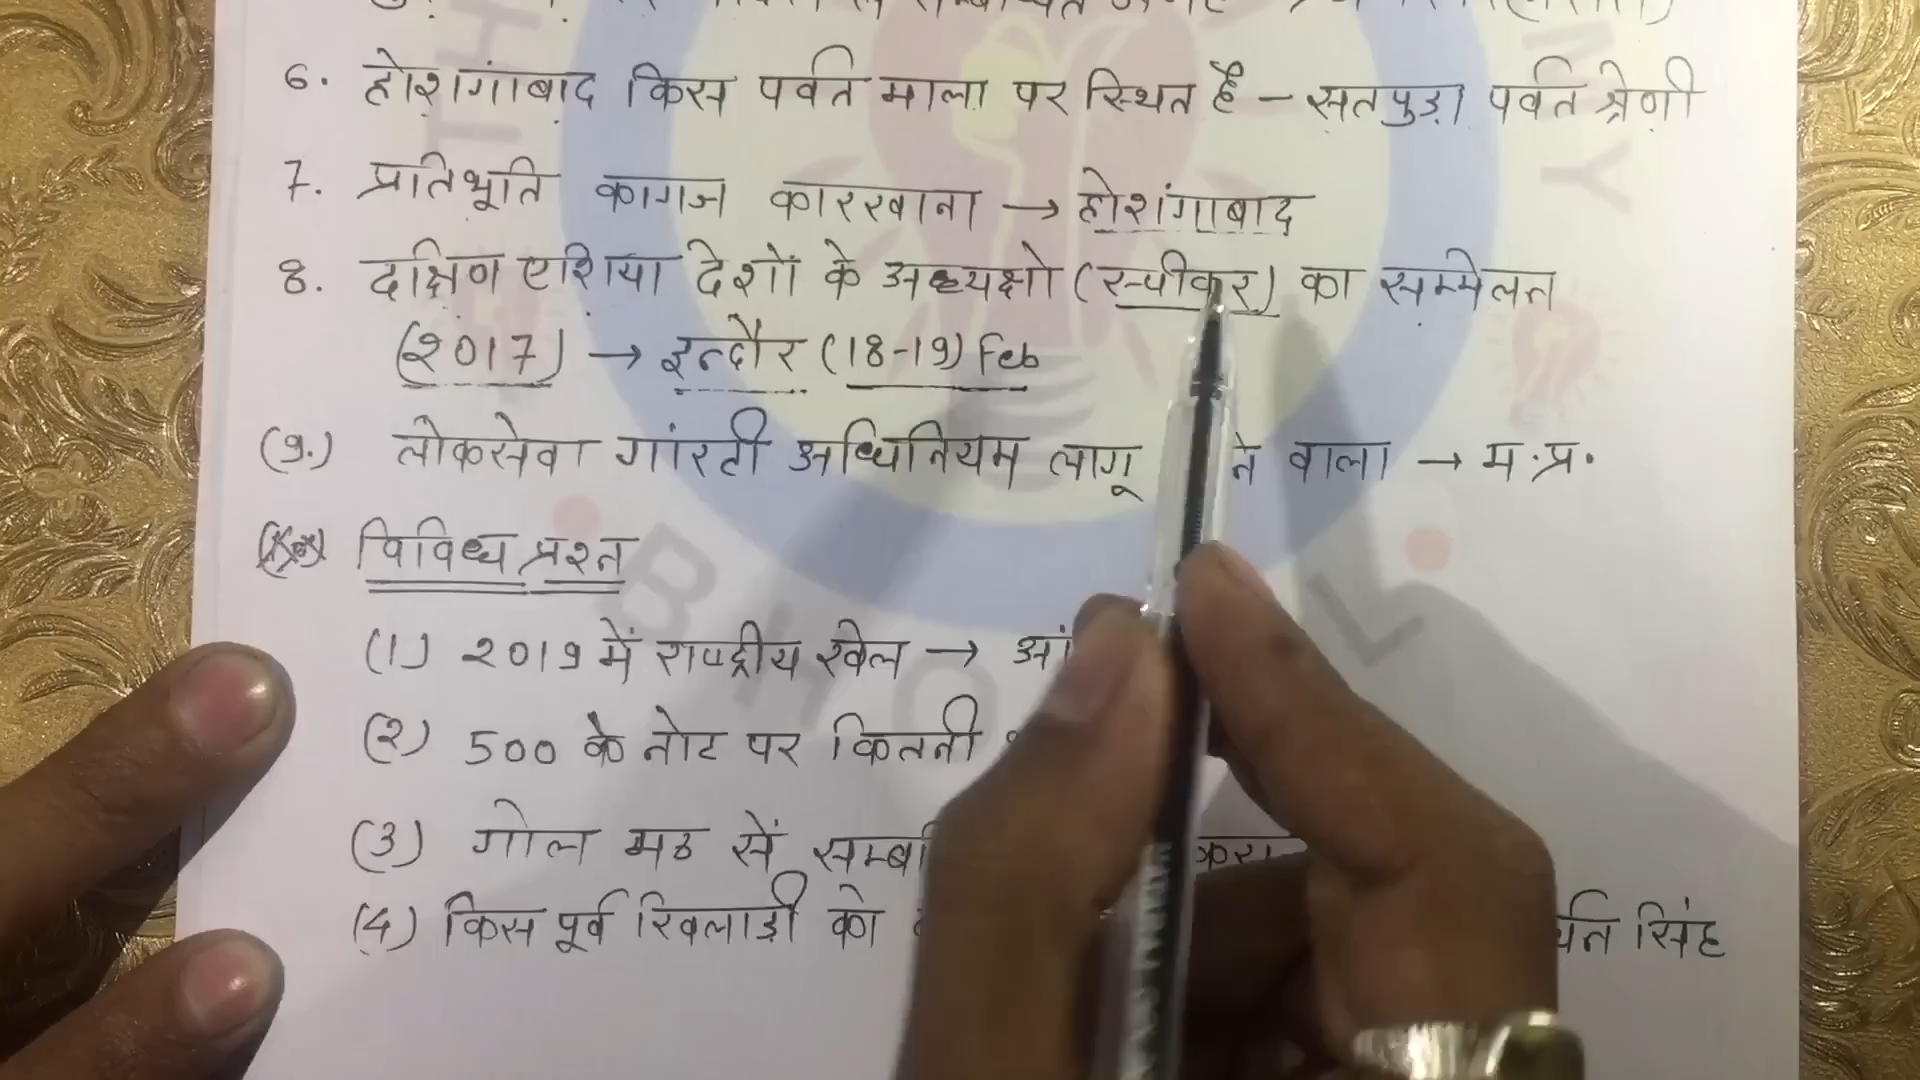 6. होशगांबाद किस पर्वत माला पर स्थित है – सतपुड़ा पर्वत श्रेणी
7. प्रतिभूति कागज कारखाना → होशंगाबाद
8. दक्षिण एशिया देशों के अध्यक्षो (स्पीकर) का सम्मेलन
(2017) → इन्दौर (18-19) Feb
(9.) लोकसेवा गांरटी अधिनियम लागू ने वाला → म.प्र.
विविध प्रश्न
(1) 2019 में राष्ट्रीय खेल → आं
(2) 500 के नोट पर कितनी
(3) गोल मठ सें
(4) किस पूर्व खिलाड़ी को सिंह
BHO L